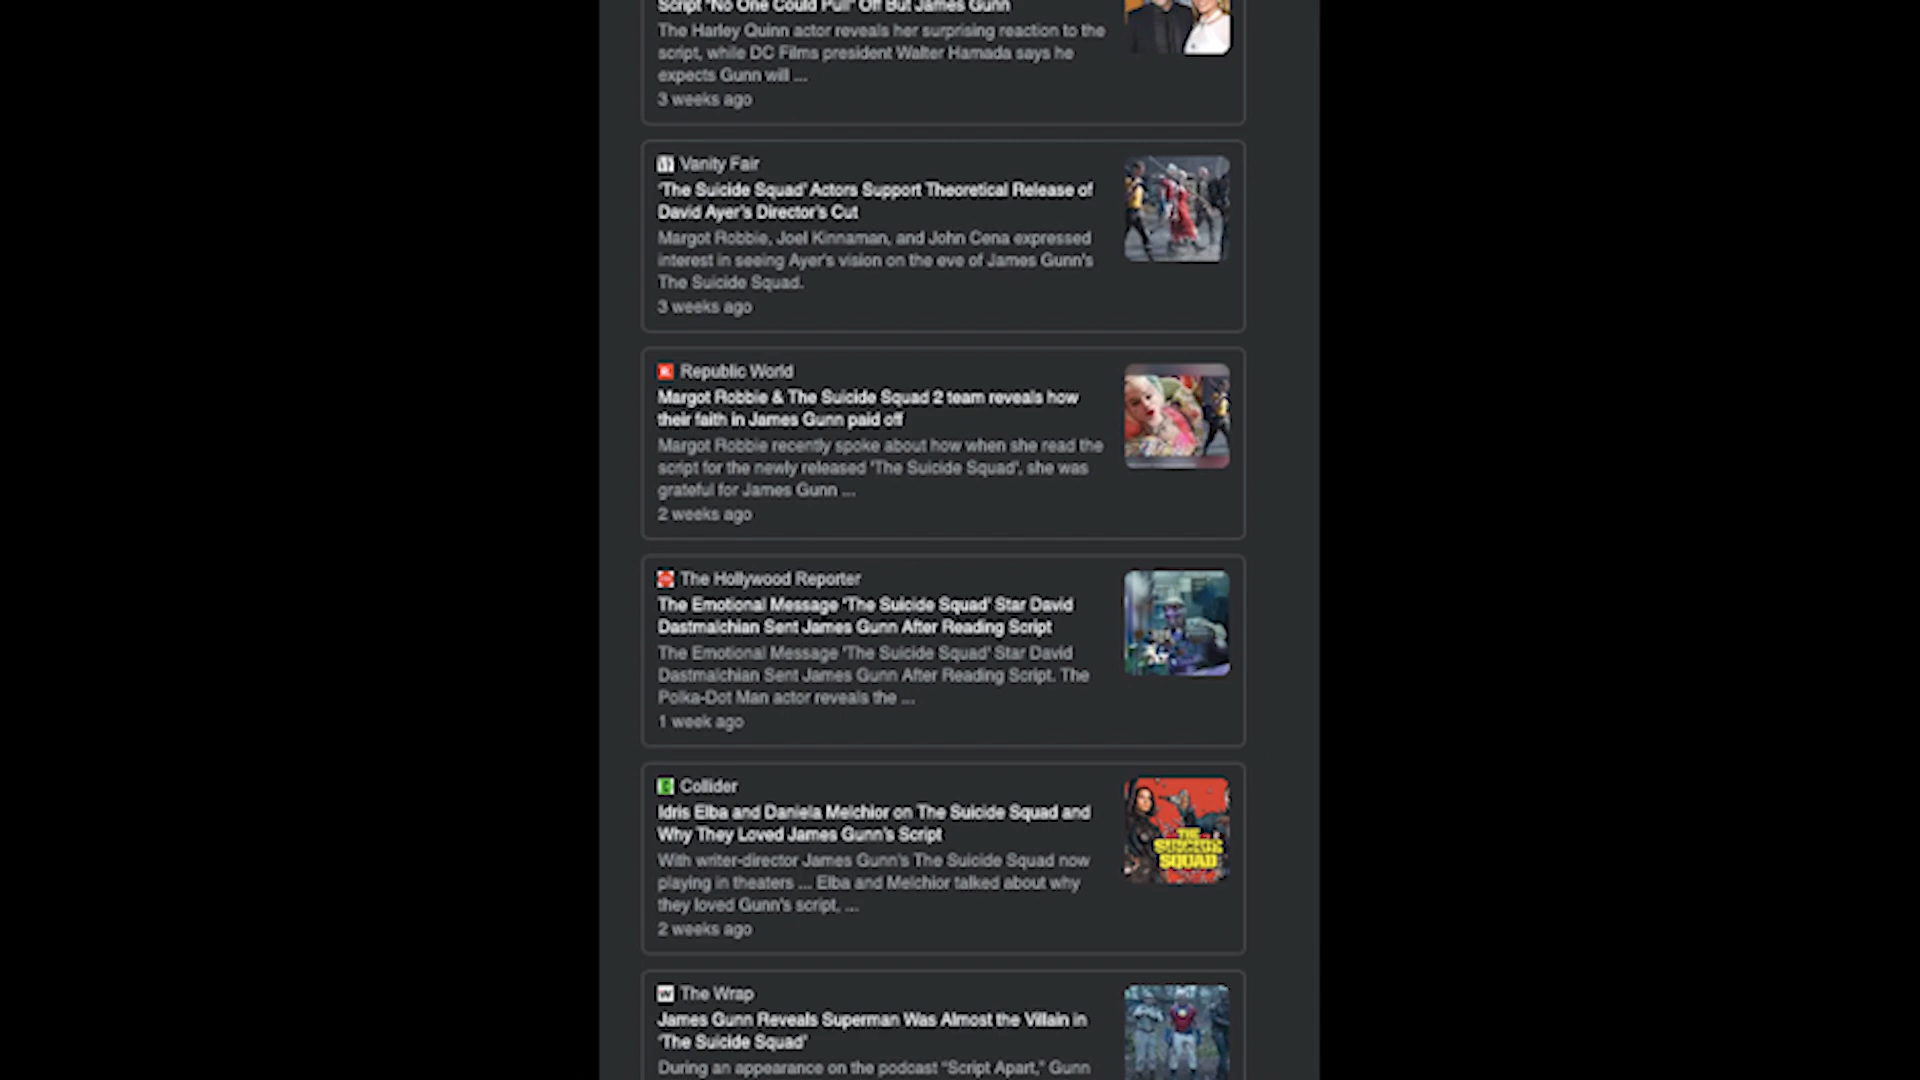 Script "No One Could Pull" Off But James Gunn
The Harley Quinn actor reveals her surprising reaction to the
script, while DC Films president Walter Hamada says he
expects Gunn will ...
3 weeks ago
Vanity Fair
'The Suicide Squad' Actors Support Theoretical Release of
David Ayer's Director's Cut
Margot Robbie, Joel Kinnaman, and John Cena expressed
interest in seeing Ayer's vision on the eve of James Gunn's
The Suicide Squad.
3 weeks ago
R.
Republic World
Margot Robbie & The Suicide Squad 2 team reveals how
their faith in James Gunn paid off
Margot Robbie recently spoke about how when she read the
script for the newly released 'The Suicide Squad', she was
grateful for James Gunn ...
2 weeks ago
The Hollywood Reporter
The Emotional Message 'The Suicide Squad' Star David
Dastmalchian Sent James Gunn After Reading Script
The Emotional Message 'The Suicide Squad' Star David
Dastmalchian Sent James Gunn After Reading Script. The
Polka-Dot Man actor reveals the ...
1 week ago
Collider
Idris Elba and Daniela Melchior on The Suicide Squad and
Why They Loved James Gunn's Script
With writer-director James Gunn's The Suicide Squad now
playing in theaters ... Elba and Melchior talked about why
they loved Gunn's script, ...
2 weeks ago
THE
SUICIDE
SQUAD
W
The Wrap
James Gunn Reveals Superman Was Almost the Villain in
'The Suicide Squad'
During an appearance on the podcast "Script Apart," Gunn